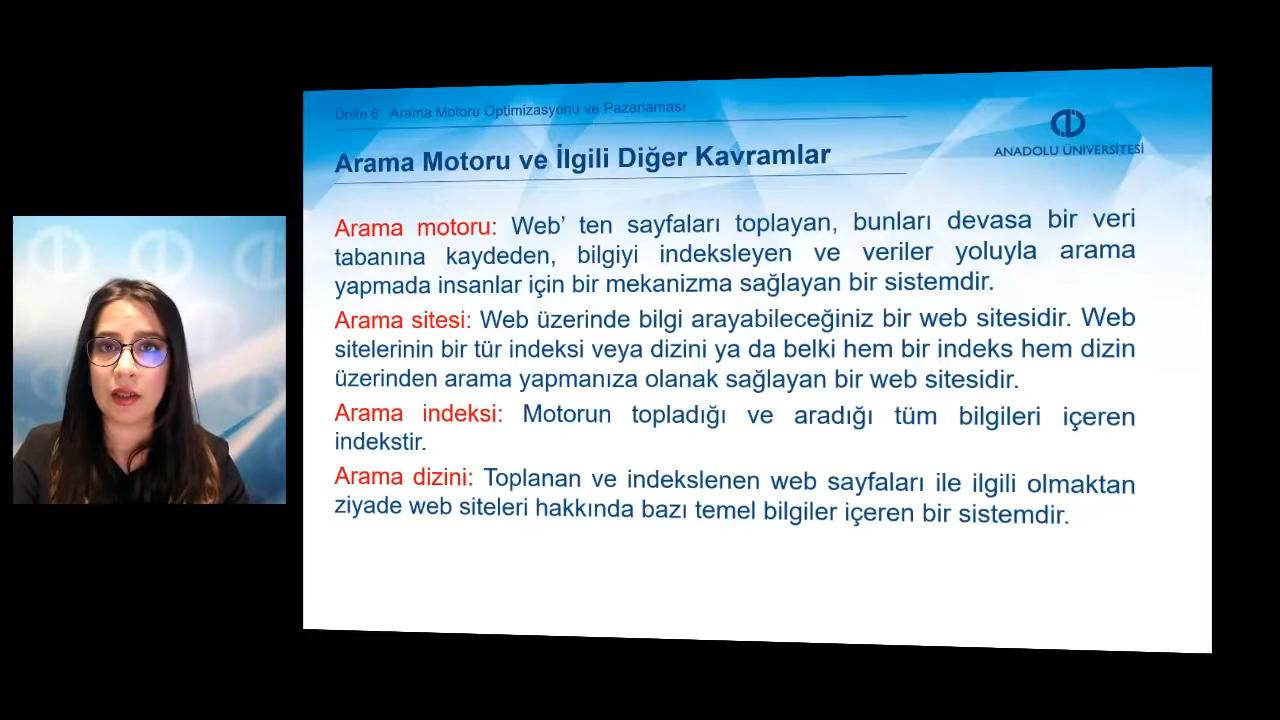 Ünite 6: Arama Motoru Optimizasyonu ve Pazarlaması
Arama Motoru ve İlgili Diğer Kavramlar
ANADOLU ÜNİVERSİTESİ
Arama motoru: Web’ ten sayfaları toplayan, bunları devasa bir veri
tabanına kaydeden, bilgiyi indeksleyen ve veriler yoluyla arama
yapmada insanlar için bir mekanizma sağlayan bir sistemdir.
Arama sitesi: Web üzerinde bilgi arayabileceğiniz bir web sitesidir. Web
sitelerinin bir tür indeksi veya dizini ya da belki hem bir indeks hem dizin
üzerinden arama yapmanıza olanak sağlayan bir web sitesidir.
Arama indeksi: Motorun topladığı ve aradığı tüm bilgileri içeren
indekstir.
Arama dizini: Toplanan ve indekslenen web sayfaları ile ilgili olmaktan
ziyade web siteleri hakkında bazı temel bilgiler içeren bir sistemdir.